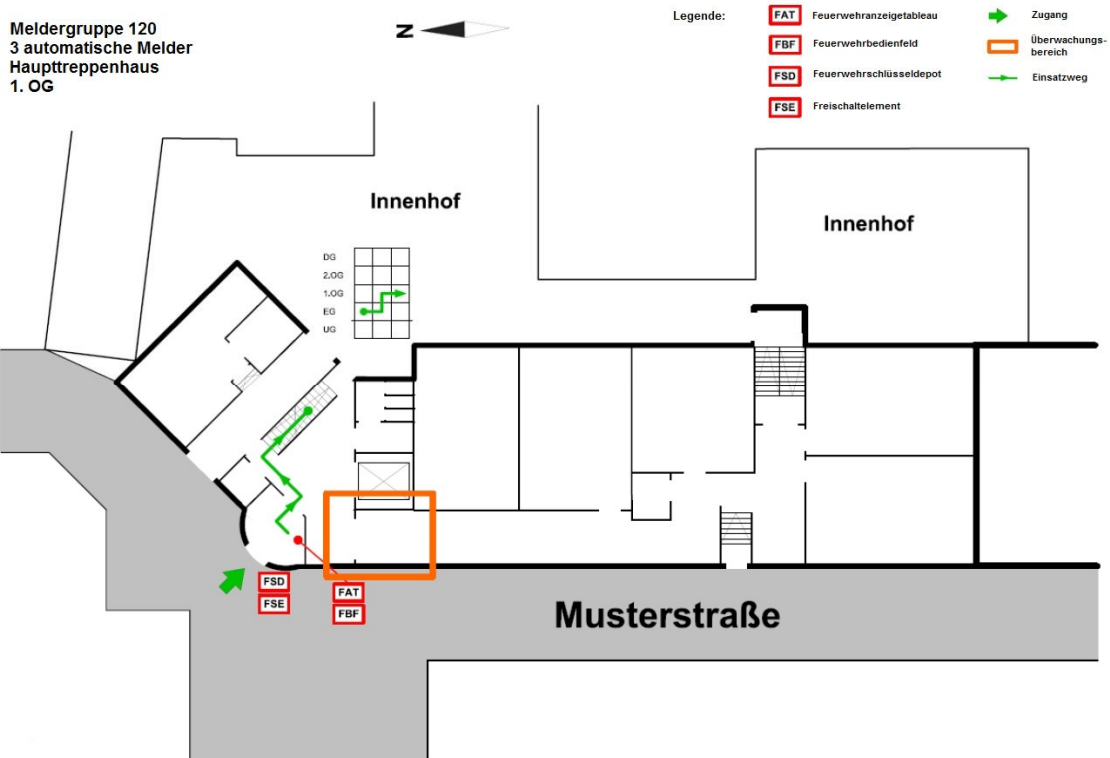 Meldergruppe 120
3 automatische Melder
Haupttreppenhaus
1. OG
N
Legende:
FAT Feuerwehranzeigetableau
Zugang
FBF Feuerwehrbedienfeld
Überwachungs-
bereich
FSD Feuerwehrschlüsseldepot
Einsatzweg
FSE Freischaltelement
Innenhof
Innenhof
DG
2.OG
1.OG
EG
UG
FSD
FSE
FAT
FBF
Musterstraße